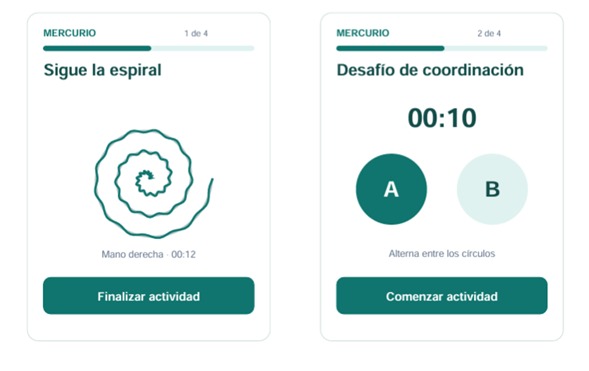 MERCURIO 1 de 4
Sigue la espiral
Mano derecha · 00:12
Finalizar actividad
MERCURIO 2 de 4
Desafío de coordinación
00:10
A B
Alterna entre los círculos
Comenzar actividad